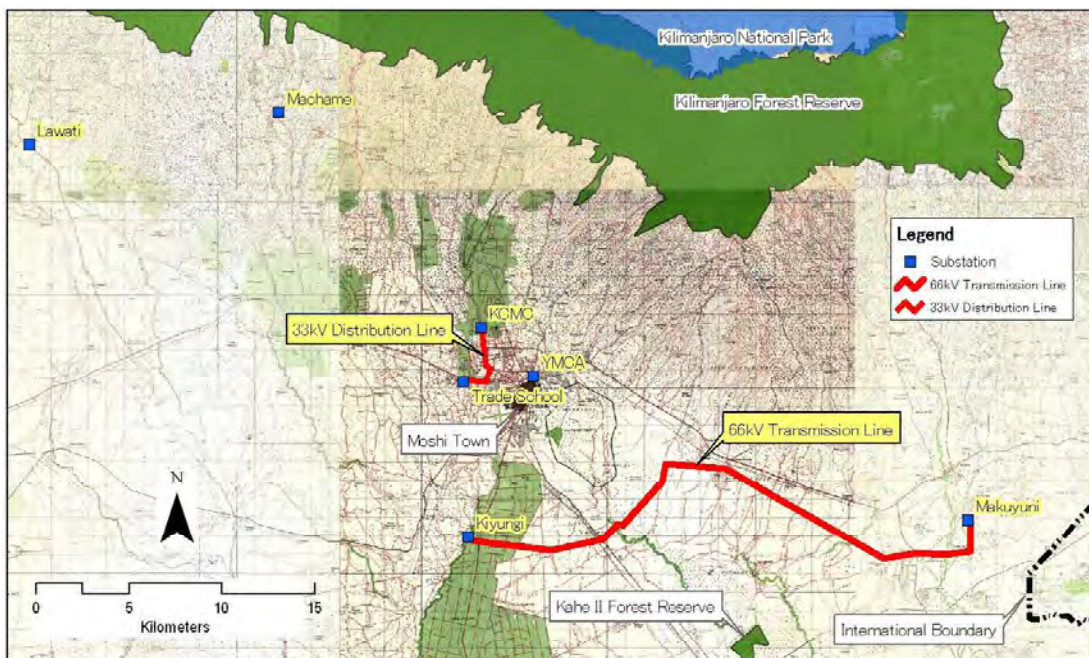 Kilimanjaro National Park
Kilimanjaro Forest Reserve
Machame
Lawati
Legend
Substation
66kV Transmission Line
33kV Distribution Line
KCMC
33kV Distribution Line
YMCA
Trade School
Moshi Town
66kV Transmission Line
N
Kiyungi
Makuyuni
0 5 10 15
Kilometers
Kahe II Forest Reserve
International Boundary